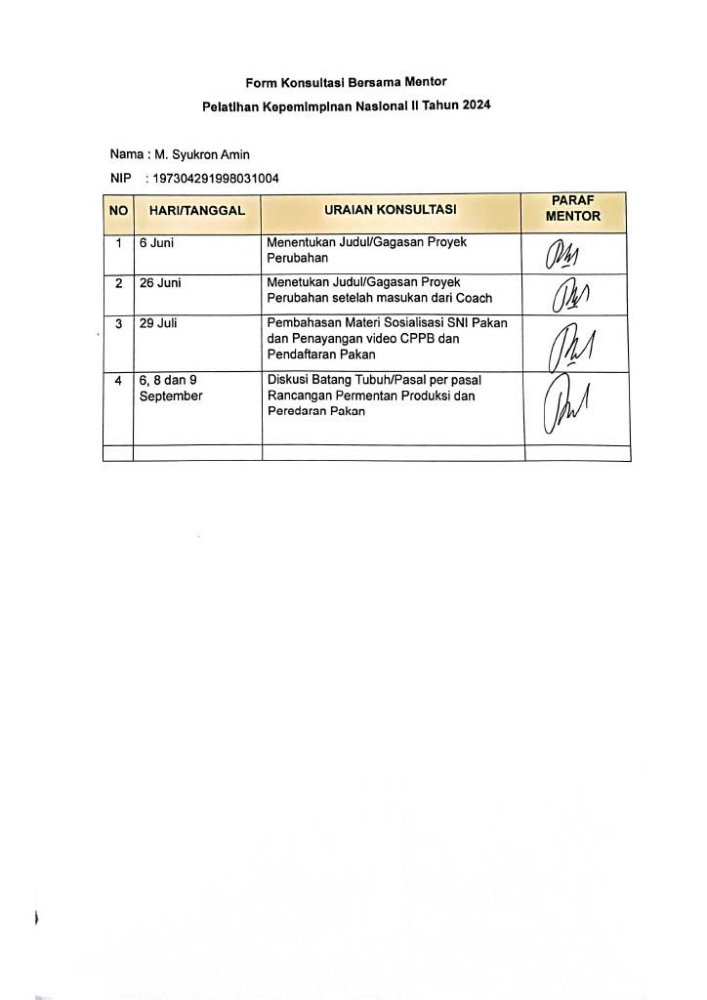 Form Konsultasi Bersama Mentor
Pelatihan Kepemimpinan Nasional II Tahun 2024
Nama : M. Syukron Amin
NIP : 197304291998031004
NO HARI/TANGGAL URAIAN KONSULTASI PARAF MENTOR
1 6 Juni Menentukan Judul/Gagasan Proyek
Perubahan
2 26 Juni Menetukan Judul/Gagasan Proyek
Perubahan setelah masukan dari Coach
3 29 Juli Pembahasan Materi Sosialisasi SNI Pakan
dan Penayangan video CPPB dan
Pendaftaran Pakan
4 6, 8 dan 9 September Diskusi Batang Tubuh/Pasal per pasal
Rancangan Permentan Produksi dan
Peredaran Pakan